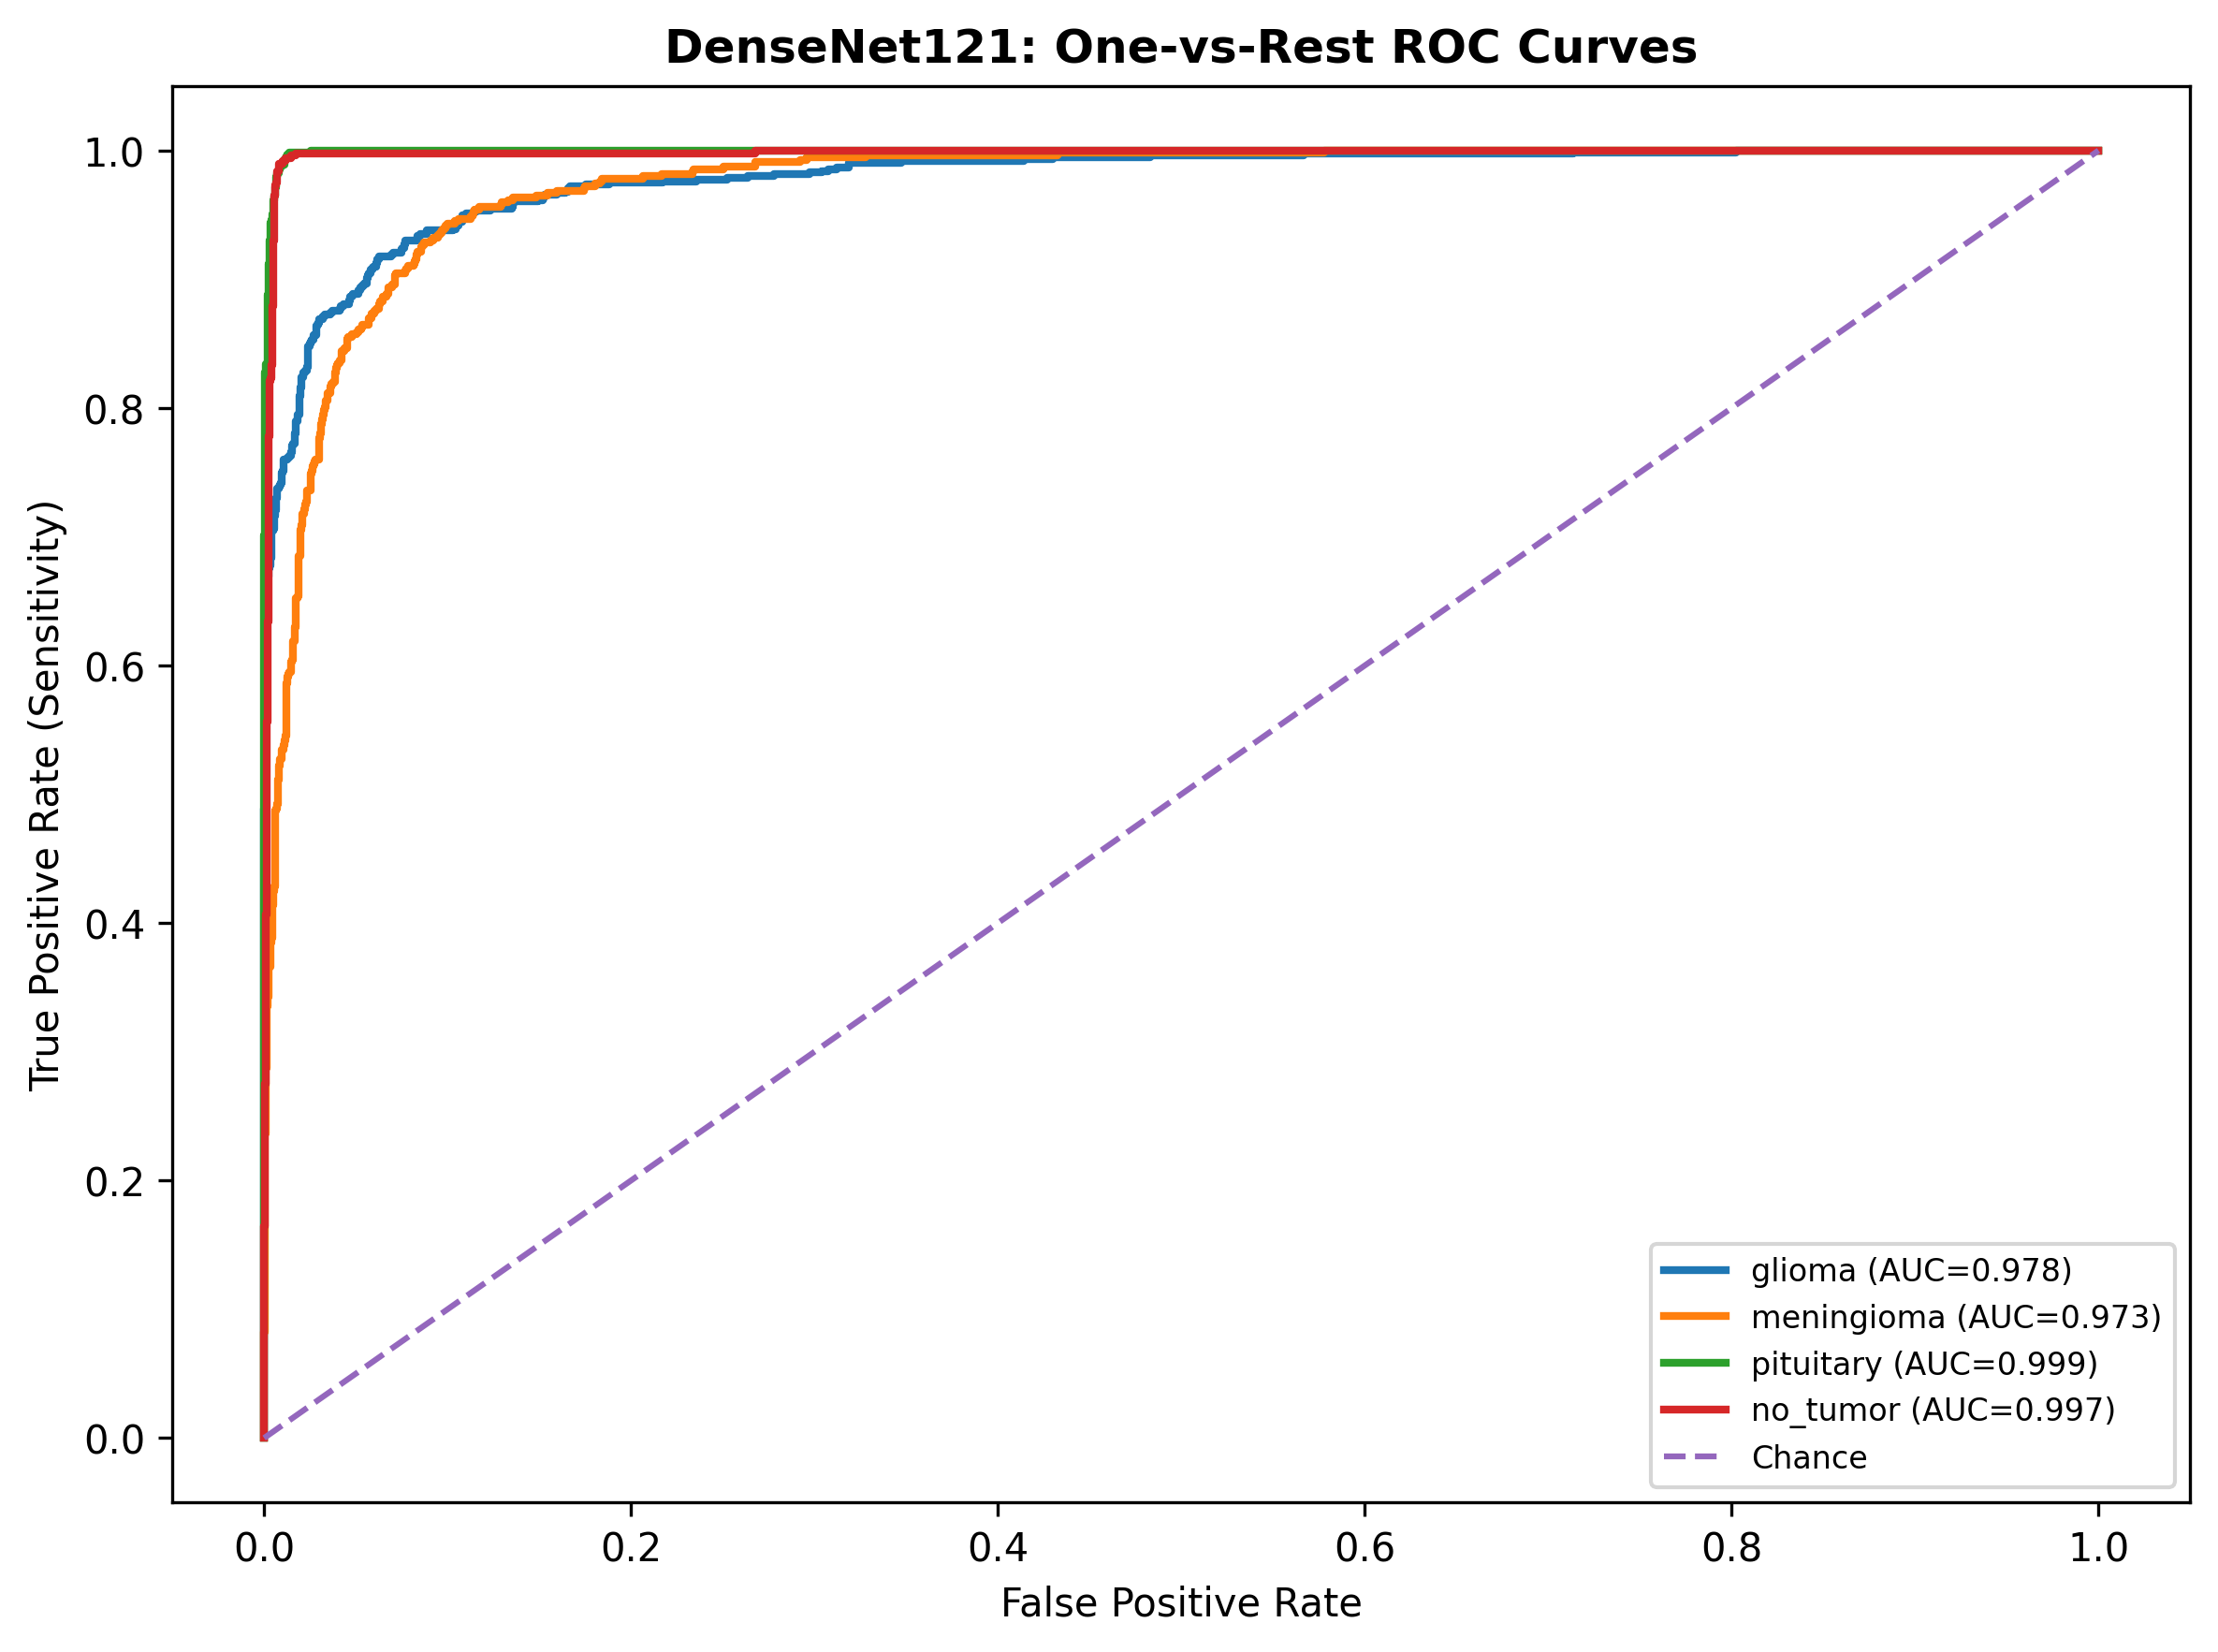 DenseNet121: One-vs-Rest ROC Curves
True Positive Rate (Sensitivity)
1.0
0.8
0.6
0.4
0.2
0.0
0.0 0.2 0.4 0.6 0.8 1.0
False Positive Rate
glioma (AUC=0.978)
meningioma (AUC=0.973)
pituitary (AUC=0.999)
no_tumor (AUC=0.997)
Chance